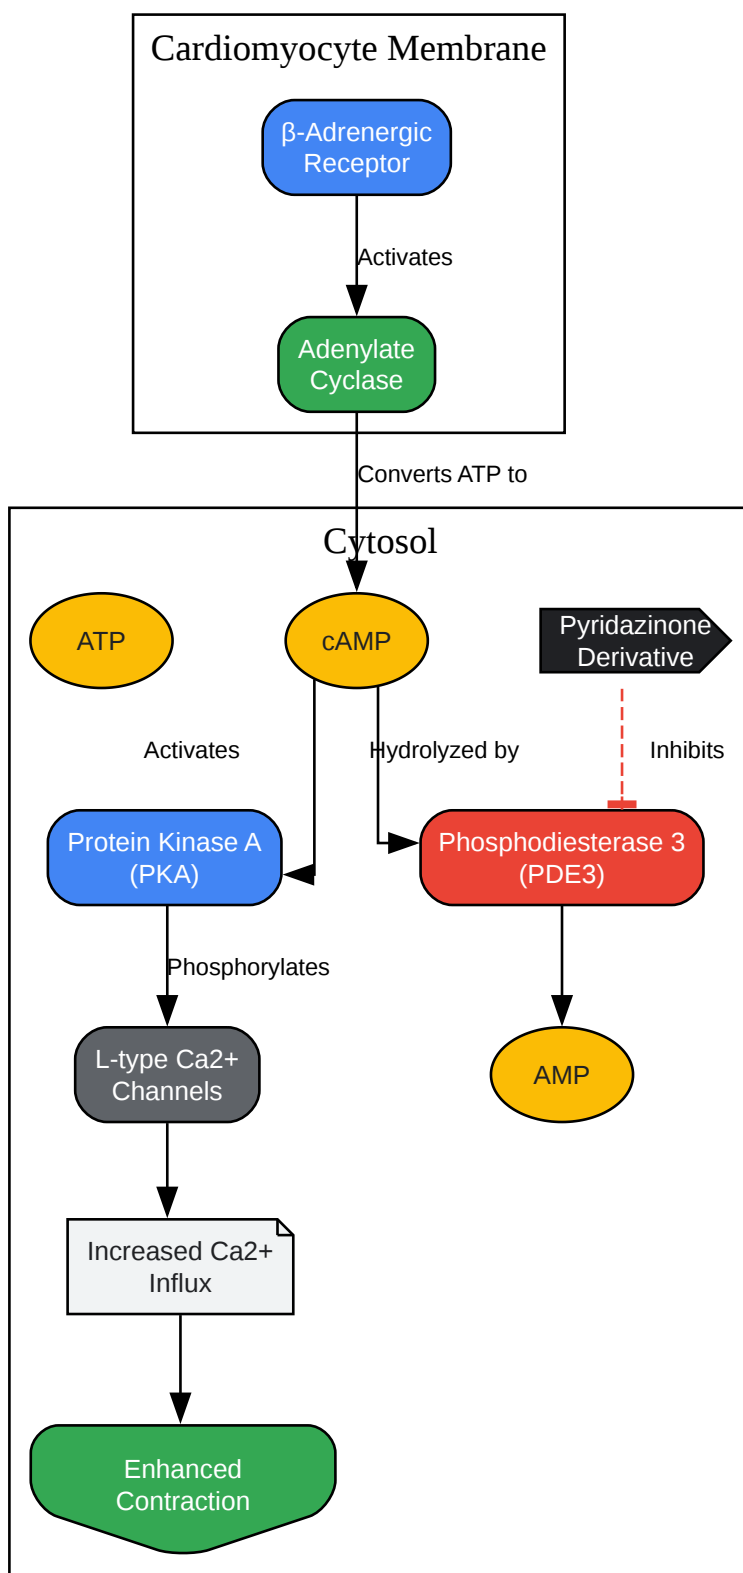 Cardiomyocyte Membrane
β-Adrenergic
Receptor
Activates
Adenylate
Cyclase
Converts ATP to
Cytosol
ATP
cAMP
Pyridazinone
Derivative
Activates
Hydrolyzed by
Inhibits
Protein Kinase A
(PKA)
Phosphodiesterase 3
(PDE3)
Phosphorylates
L-type Ca2+
Channels
AMP
Increased Ca2+
Influx
Enhanced
Contraction